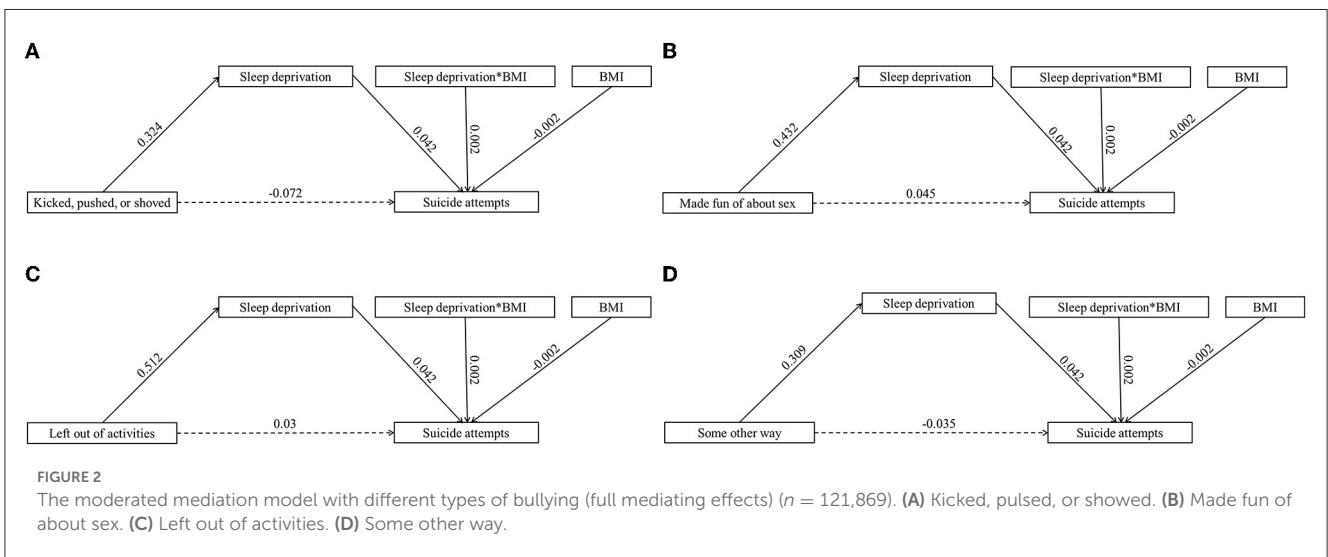 A
Sleep deprivation
Sleep deprivation*BMI
BMI
0.324
0.042
0.002
-0.002
Kicked, pushed, or shoved
-0.072
Suicide attempts
B
Sleep deprivation
Sleep deprivation*BMI
BMI
0.432
0.042
0.002
-0.002
Made fun of about sex
0.045
Suicide attempts
C
Sleep deprivation
Sleep deprivation*BMI
BMI
0.512
0.042
0.002
-0.002
Left out of activities
0.03
Suicide attempts
D
Sleep deprivation
Sleep deprivation*BMI
BMI
0.309
0.042
0.002
-0.002
Some other way
-0.035
Suicide attempts
FIGURE 2
The moderated mediation model with different types of bullying (full mediating effects) (n = 121,869). (A) Kicked, pulsed, or showed. (B) Made fun of
about sex. (C) Left out of activities. (D) Some other way.